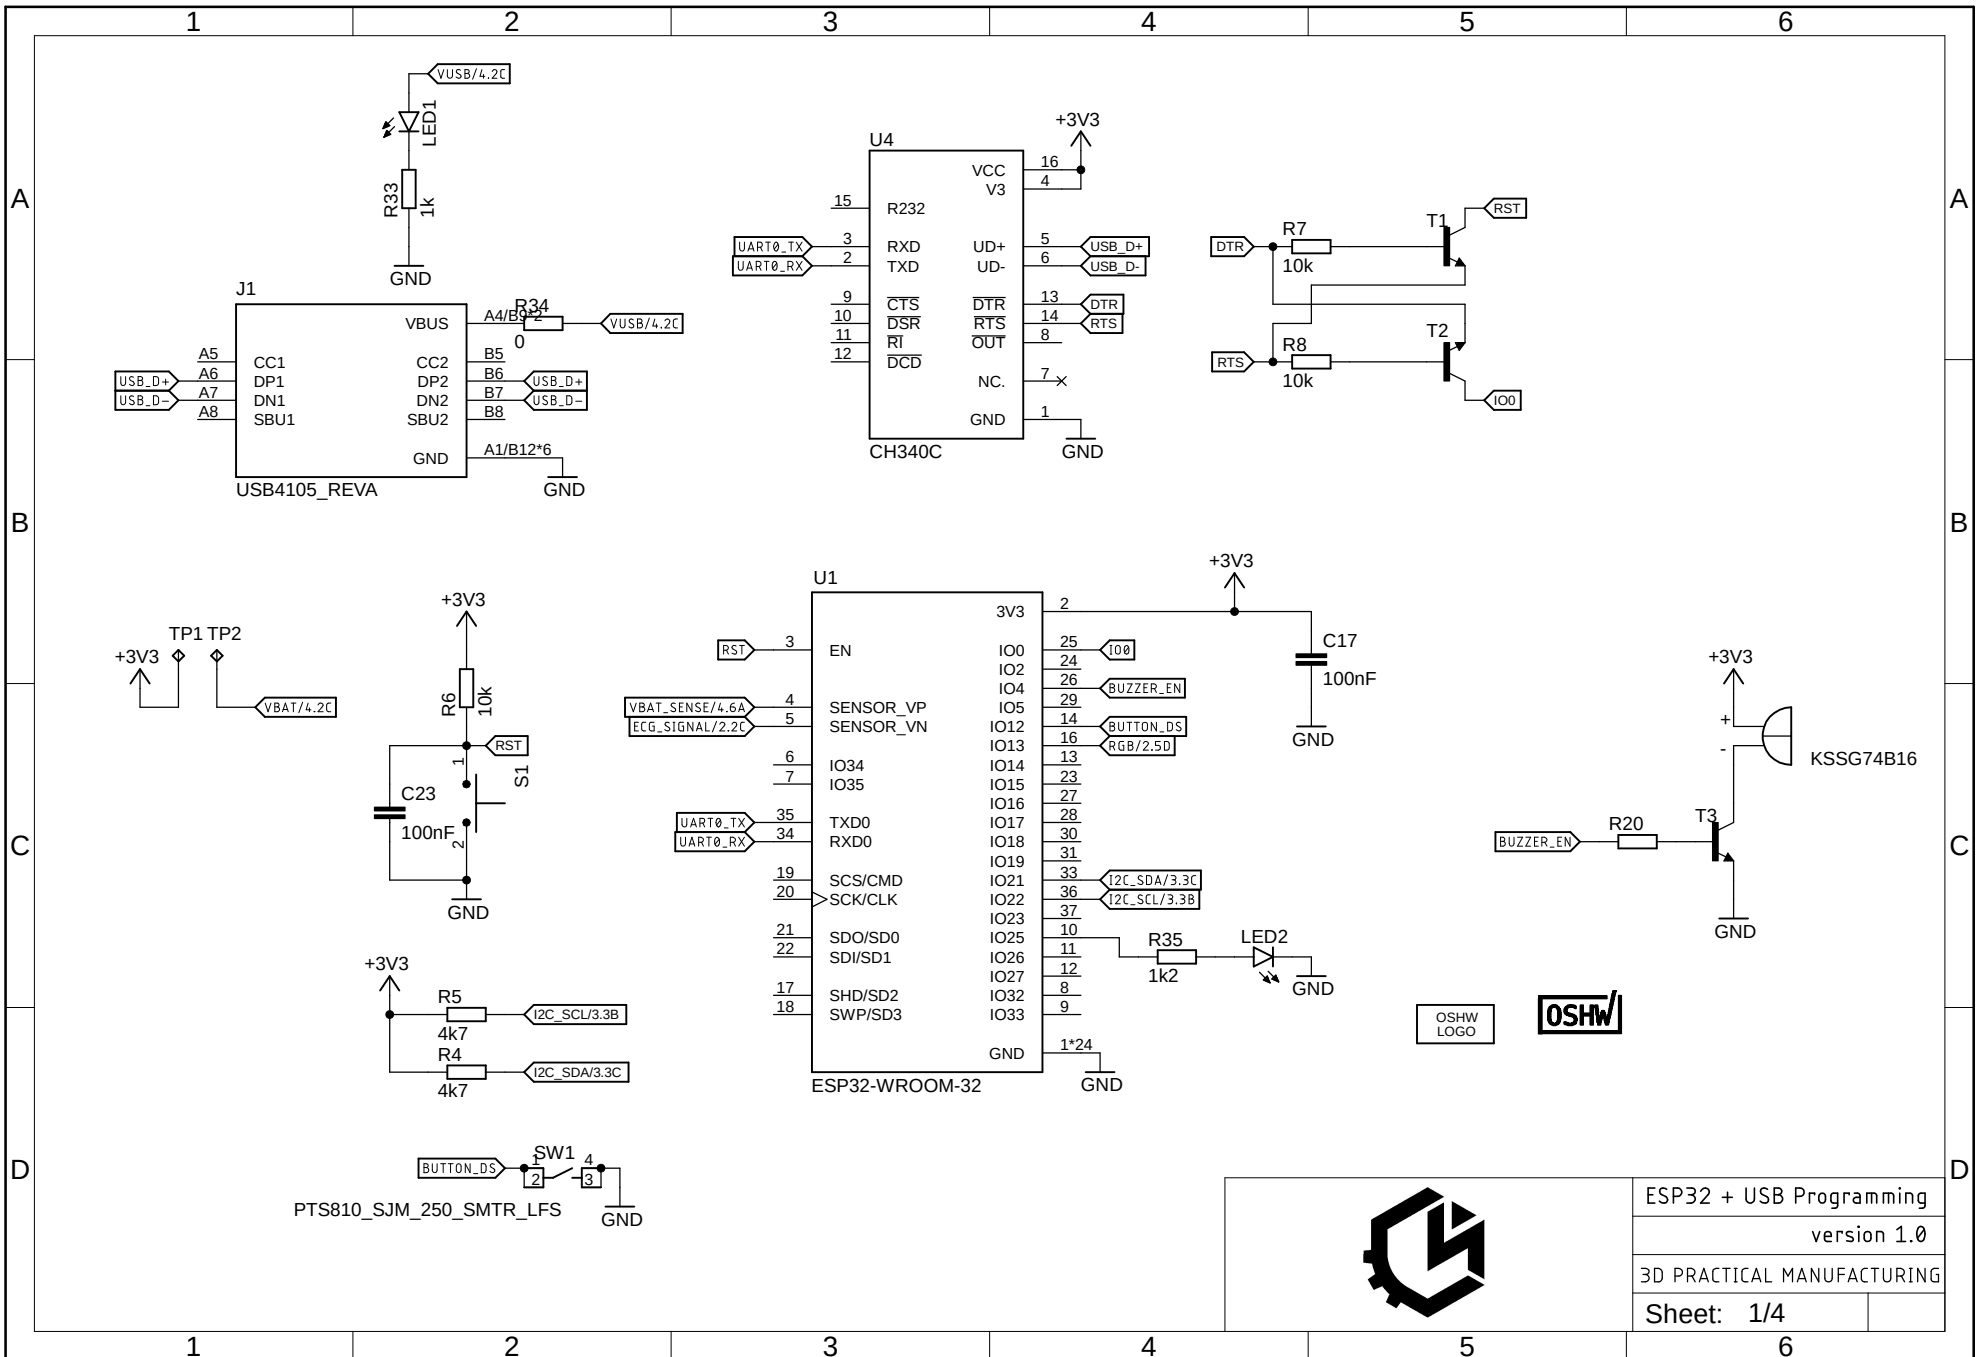 1 2 3 4 5 6
A A
B B
C C
D D
1 2 3 4 5 6
VUSB/4.2C
LED1
R33
1k
GND
J1
VBUS
A4/B9*2
R34
0
VUSB/4.2C
A5 CC1 CC2 B5
USB_D+ A6 DP1 DP2 B6 USB_D+
USB_D- A7 DN1 DN2 B7 USB_D-
A8 SBU1 SBU2 B8
GND A1/B12*6
GND
USB4105_REVA
+3V3
U4
VCC 16
V3 4
15 R232
UART0_TX 3 RXD UD+ 5 USB_D+
UART0_RX 2 TXD UD- 6 USB_D-
9 CTS DTR 13 DTR
10 DSR RTS 14 RTS
11 RI OUT 8
12 DCD
NC. 7
GND 1
GND
CH340C
DTR
R7
10k
T1
RST
RTS
R8
10k
T2
IO0
TP1 TP2
+3V3
VBAT/4.2C
+3V3
R6
10k
RST
1
S1
C23
100nF
2
GND
+3V3
R5
4k7
I2C_SCL/3.3B
R4
4k7
I2C_SDA/3.3C
BUTTON_DS
SW1
1 4
2 3
PTS810_SJM_250_SMTR_LFS
GND
U1
+3V3
3V3 2
RST 3 EN IO0 25 IO0
IO2 24
IO4 26 BUZZER_EN
VBAT_SENSE/4.6A 4 SENSOR_VP IO5 29
ECG_SIGNAL/2.2C 5 SENSOR_VN IO12 14 BUTTON_DS
IO13 16 RGB/2.5D
6 IO34 IO14 13
7 IO35 IO15 23
IO16 27
UART0_TX 35 TXD0 IO17 28
UART0_RX 34 RXD0 IO18 30
IO19 31
19 SCS/CMD IO21 33 I2C_SDA/3.3C
20 SCK/CLK IO22 36 I2C_SCL/3.3B
IO23 37
21 SDO/SD0 IO25 10
22 SDI/SD1 IO26 11
IO27 12
17 SHD/SD2 IO32 8
18 SWP/SD3 IO33 9
GND 1*24
GND
ESP32-WROOM-32
C17
100nF
GND
R35
1k2
LED2
GND
+3V3
+
-
KSSG74B16
BUZZER_EN
R20
T3
GND
OSHW
LOGO
OSHW
ESP32 + USB Programming
version 1.0
3D PRACTICAL MANUFACTURING
Sheet: 1/4